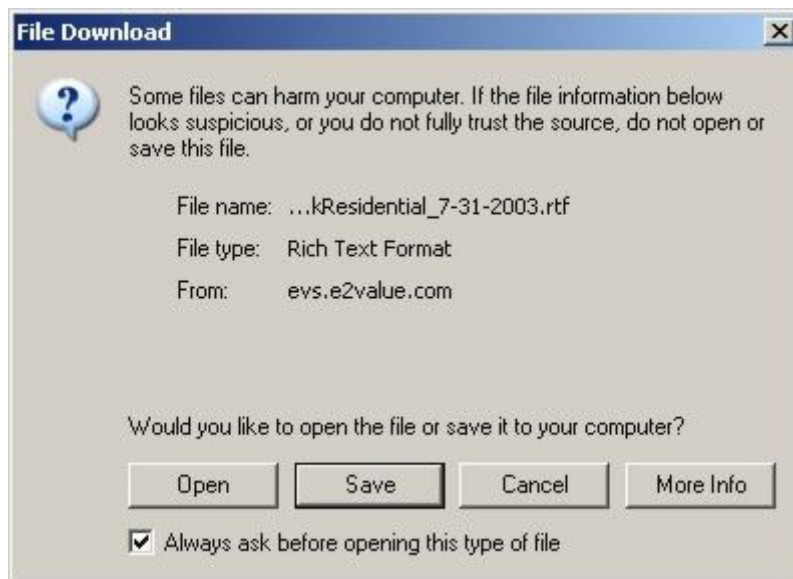 File Download
Some files can harm your computer. If the file information below
looks suspicious, or you do not fully trust the source, do not open or
save this file.
File name: ...kResidential_7-31-2003.rtf
File type: Rich Text Format
From: evs.e2value.com
Would you like to open the file or save it to your computer?
Open Save Cancel More Info
Always ask before opening this type of file